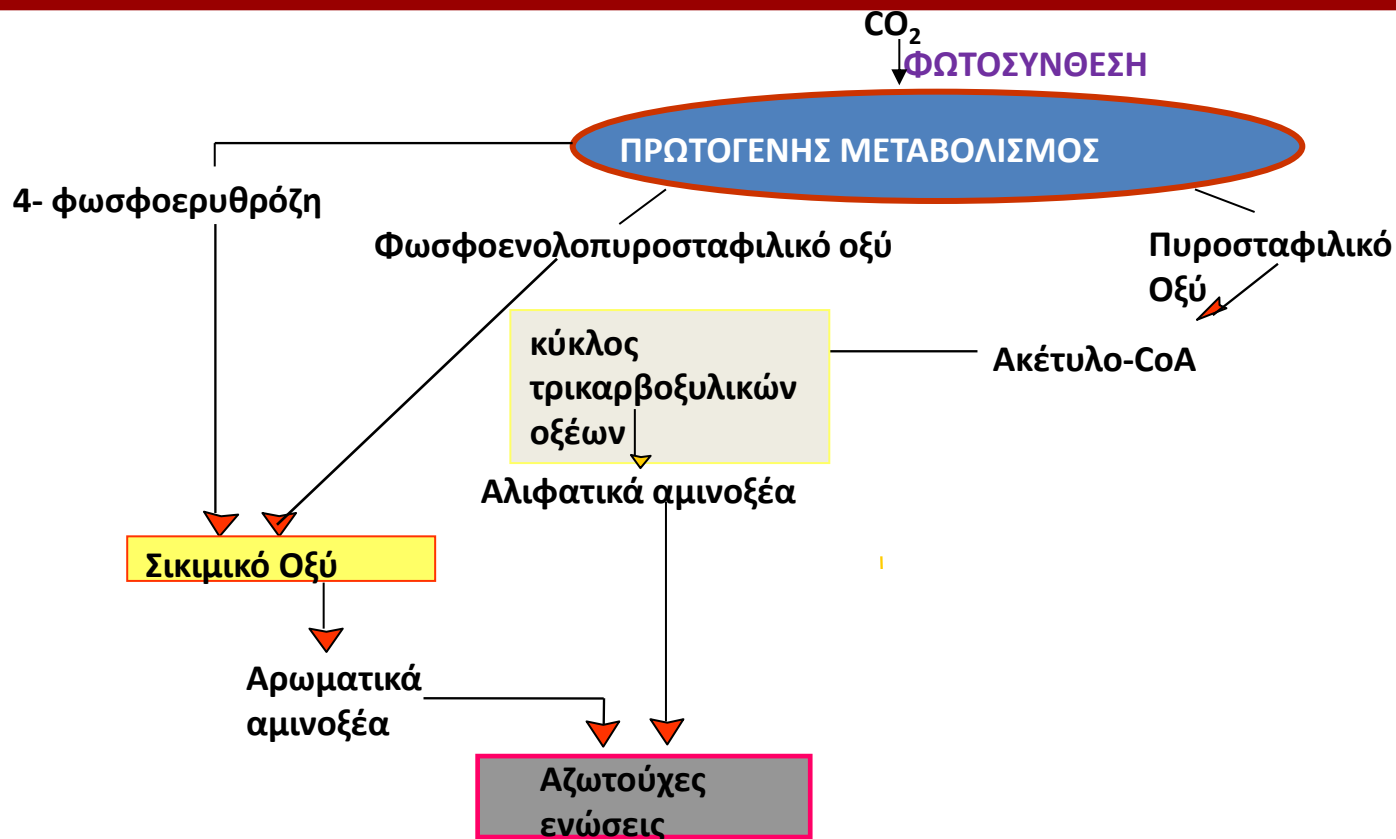 CO₂
ΦΩΤΟΣΥΝΘΕΣΗ
ΠΡΩΤΟΓΕΝΗΣ ΜΕΤΑΒΟΛΙΣΜΟΣ
4- φωσφοερυθρόζη
Φωσφοενολοπυροσταφιλικό οξύ
Πυροσταφιλικό
Οξύ
κύκλος
τρικαρβοξυλικών
οξέων
Ακέτυλο-CoA
Αλιφατικά αμινοξέα
Σικιμικό Οξύ
Αρωματικά
αμινοξέα
Αζωτούχες
ενώσεις